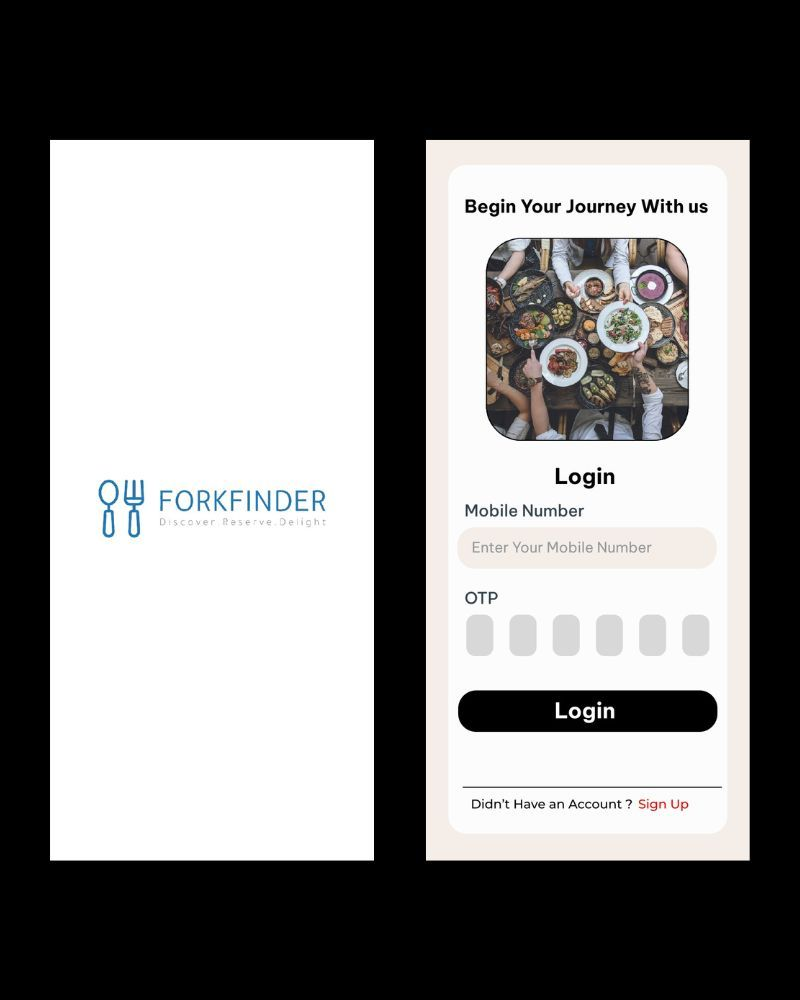 FORKFINDER
Discover.Reserve.Delight
Begin Your Journey With us
Login
Mobile Number
Enter Your Mobile Number
OTP
Login
Didn't Have an Account ? Sign Up